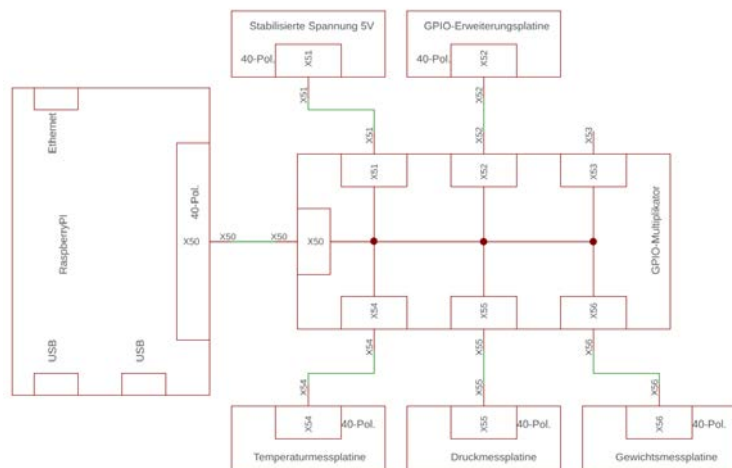 Stabilisierte Spannung 5V
40-Pol.
X51
X51
X51
X51
GPIO-Erweiterungsplatine
40-Pol.
X52
X52
X52
X52
X53
X53
Ethernet
RaspberryPI
40-Pol.
X50
USB
USB
X50
X50
X50
GPIO-Multiplikator
X54
X55
X56
X54
X54
X54
40-Pol.
Temperaturmessplatine
X55
X55
X55
40-Pol.
Druckmessplatine
X56
X56
X56
40-Pol.
Gewichtsmessplatine